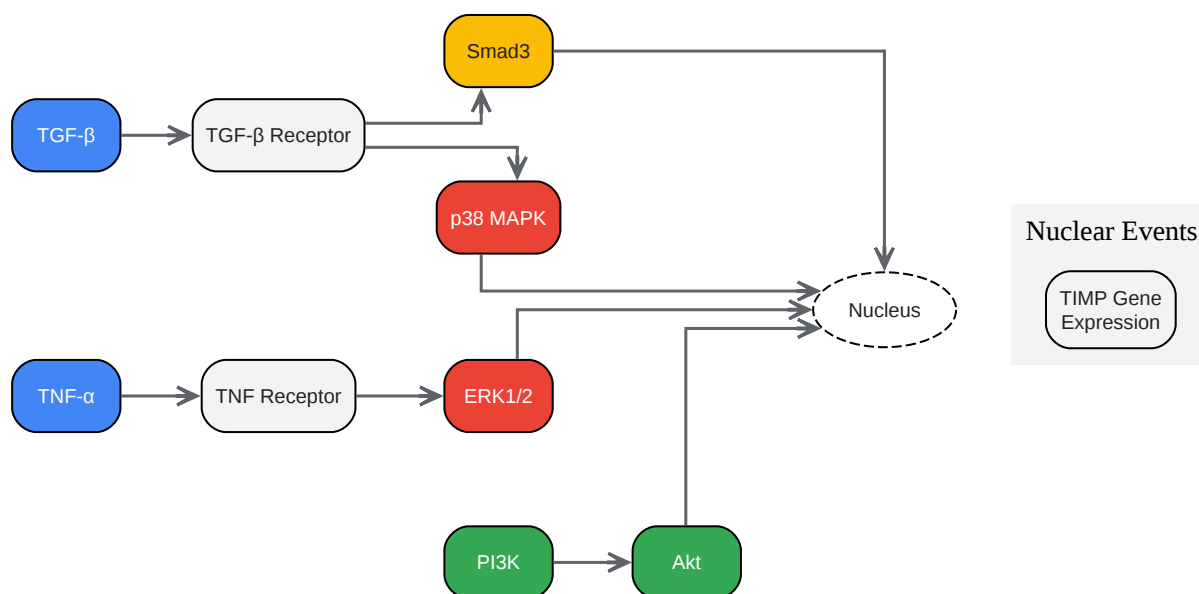 Smad3
TGF-β
TGF-β Receptor
p38 MAPK
Nuclear Events
TIMP Gene
Expression
Nucleus
TNF-α
TNF Receptor
ERK1/2
PI3K
Akt